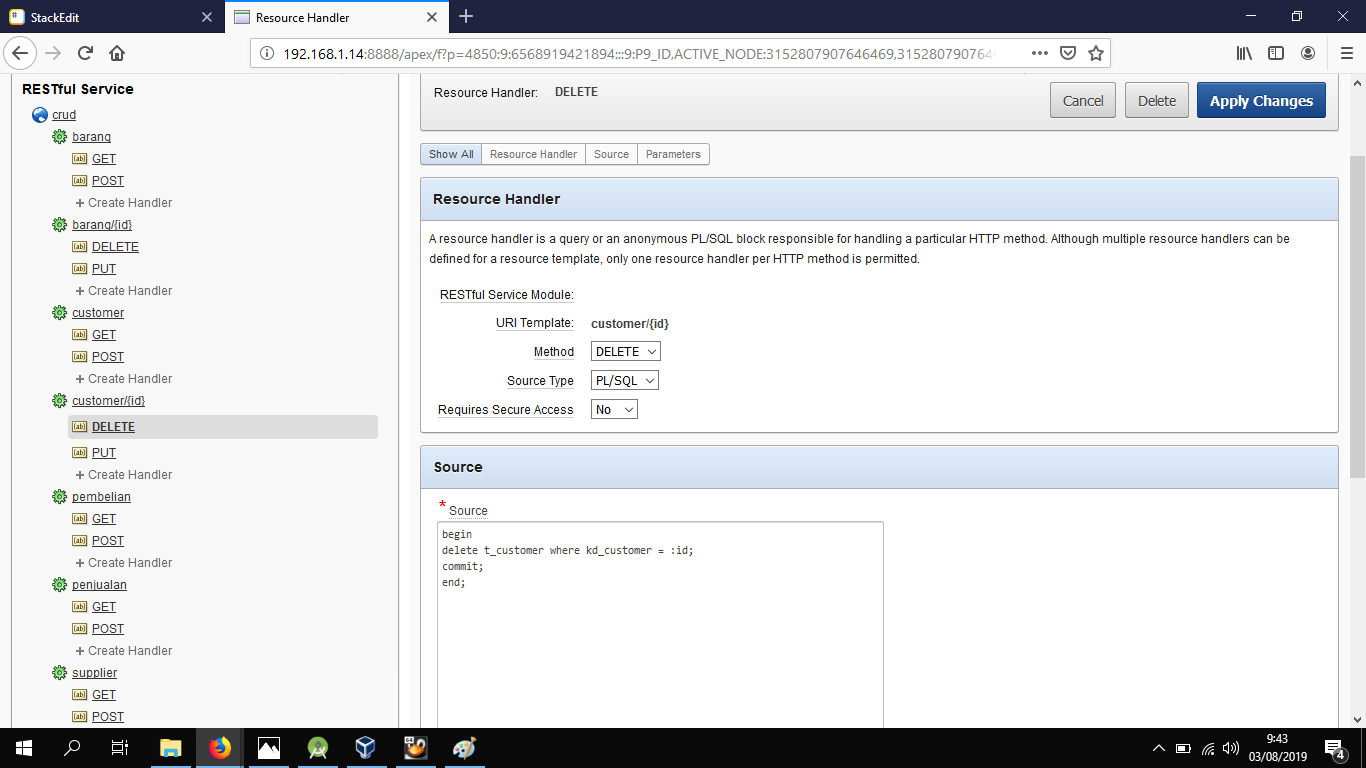 StackEdit
Resource Handler
192.168.1.14:8888/apex/f?p=4850:9:6568919421894:::9:P9_ID,ACTIVE_NODE:3152807907646469,315280790764
RESTful Service
crud
barang
GET
POST
Create Handler
barang/{id}
DELETE
PUT
Create Handler
customer
GET
POST
Create Handler
customer/{id}
DELETE
PUT
Create Handler
pembelian
GET
POST
Create Handler
penjualan
GET
POST
Create Handler
supplier
GET
POST
Resource Handler: DELETE
Cancel Delete Apply Changes
Show All Resource Handler Source Parameters
Resource Handler
A resource handler is a query or an anonymous PL/SQL block responsible for handling a particular HTTP method. Although multiple resource handlers can be
defined for a resource template, only one resource handler per HTTP method is permitted.
RESTful Service Module:
URI Template: customer/{id}
Method DELETE
Source Type PL/SQL
Requires Secure Access No
Source
* Source
begin
delete t_customer where kd_customer = :id;
commit;
end;
9:43
03/08/2019
4